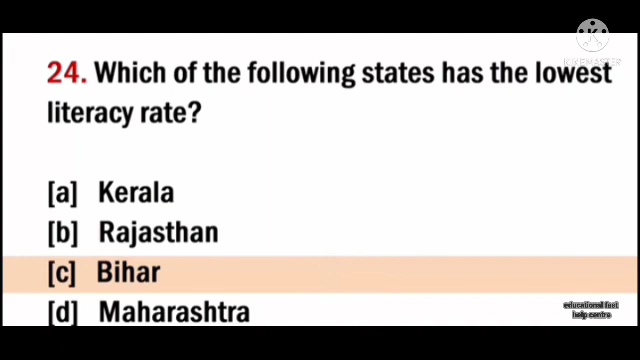 KINEMASTER
24. Which of the following states has the lowest
literacy rate?
[a] Kerala
[b] Rajasthan
[c] Bihar
[d] Maharashtra
educational fast
help centre